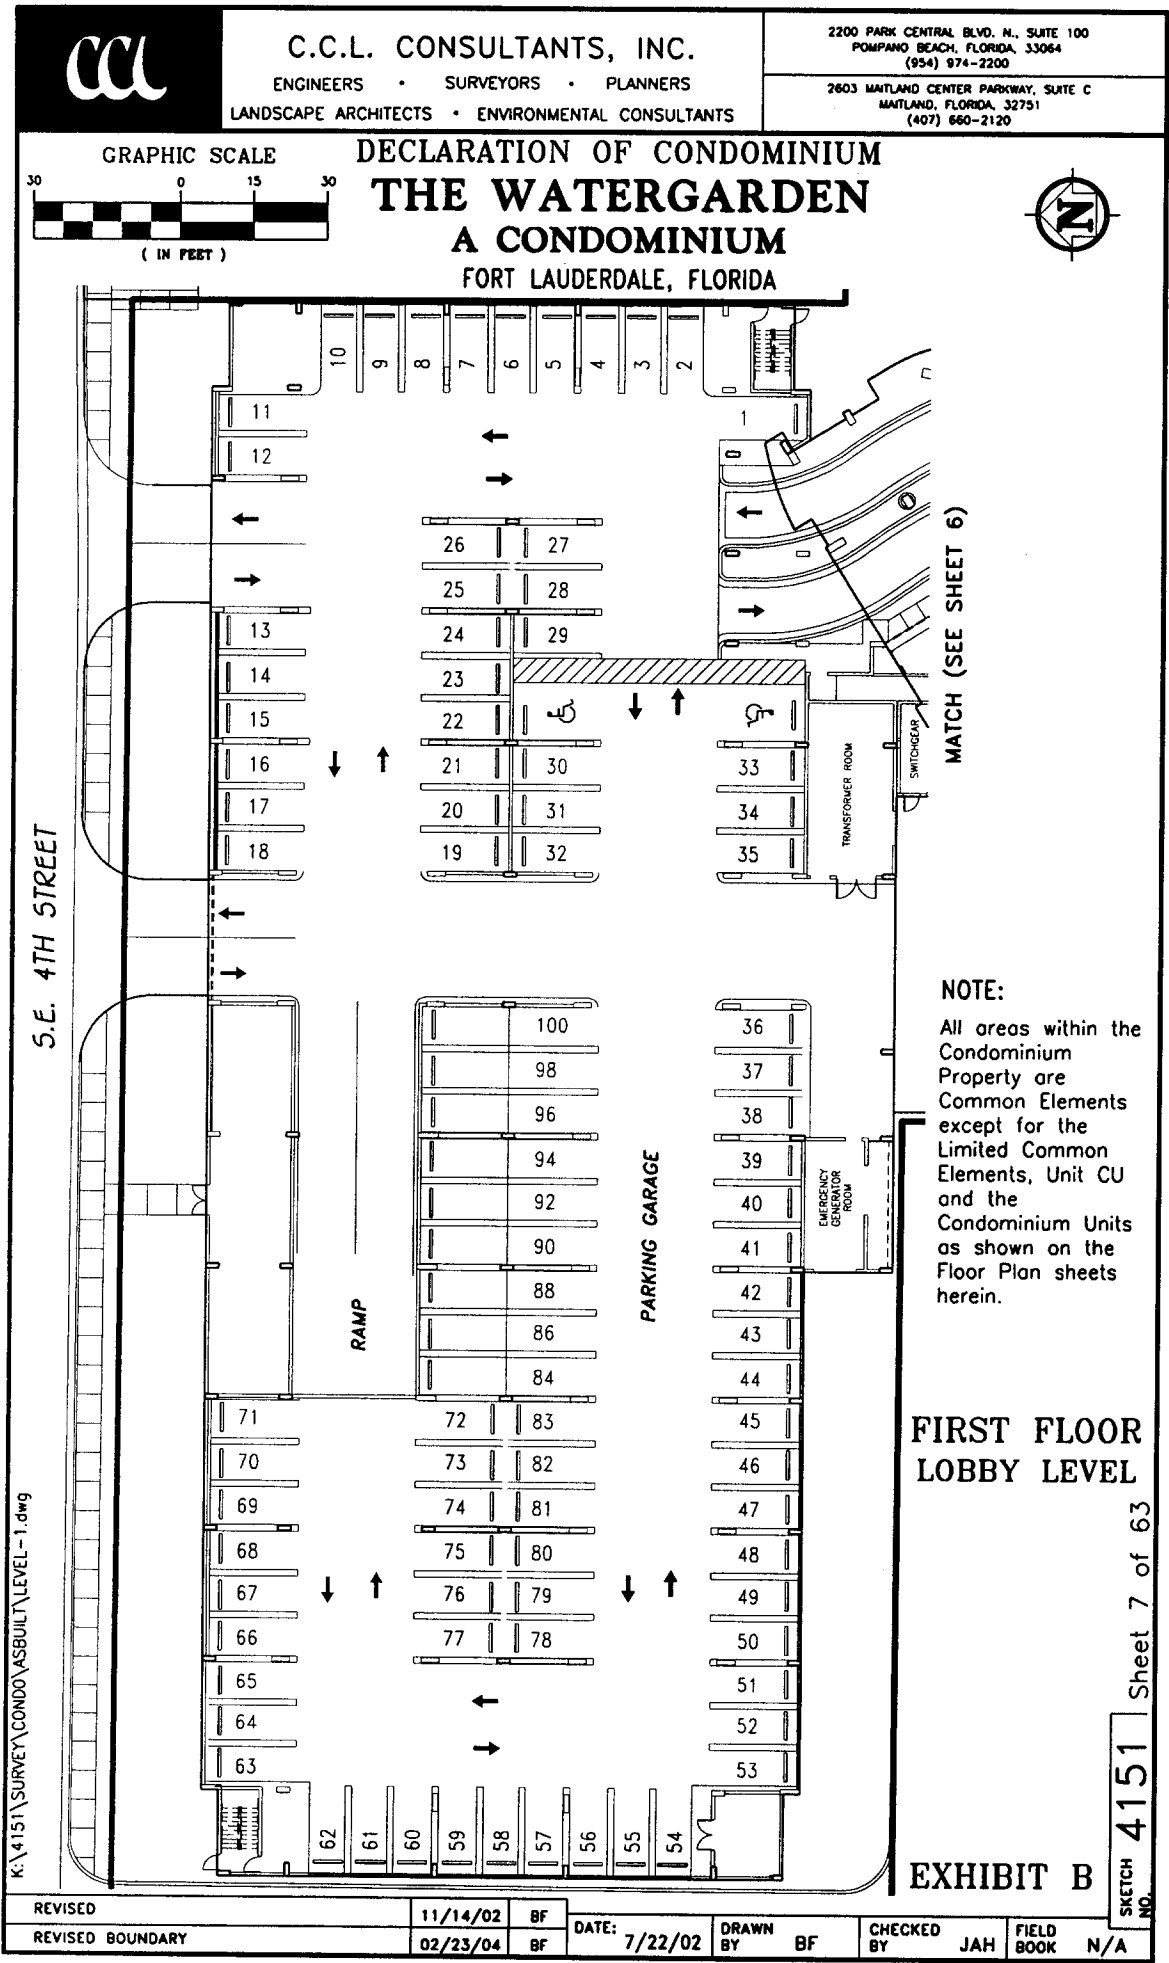 CCL
C.C.L. CONSULTANTS, INC.
ENGINEERS • SURVEYORS • PLANNERS
LANDSCAPE ARCHITECTS • ENVIRONMENTAL CONSULTANTS
2200 PARK CENTRAL BLVD. N., SUITE 100
POMPANO BEACH, FLORIDA, 33064
(954) 974-2200
2603 MAITLAND CENTER PARKWAY, SUITE C
MAITLAND, FLORIDA, 32751
(407) 660-2120
GRAPHIC SCALE
30 0 15 30
( IN FEET )
DECLARATION OF CONDOMINIUM
THE WATERGARDEN
A CONDOMINIUM
FORT LAUDERDALE, FLORIDA
N
10 9 8 7 6 5 4 3 2
11 1
12
26 27
25 28
13 24 29
14 23
15 22
16 21 30 33
17 20 31 34
18 19 32 35
TRANSFORMER ROOM
SWITCHGEAR
MATCH (SEE SHEET 6)
S.E. 4TH STREET
100 36
98 37
96 38
94 39
92 40
90 41
88 42
86 43
84 44
EMERGENCY
GENERATOR
ROOM
PARKING GARAGE
RAMP
71 72 83 45
70 73 82 46
69 74 81 47
68 75 80 48
67 76 79 49
66 77 78 50
65 51
64 52
63 53
62 61 60 59 58 57 56 55 54
NOTE:
All areas within the
Condominium
Property are
Common Elements
except for the
Limited Common
Elements, Unit CU
and the
Condominium Units
as shown on the
Floor Plan sheets
herein.
FIRST FLOOR
LOBBY LEVEL
K:\4151\SURVEY\CONDO\ASBUILT\LEVEL-1.dwg
EXHIBIT B
SKETCH NO. 4151 Sheet 7 of 63
REVISED 11/14/02 BF
REVISED BOUNDARY 02/23/04 BF
DATE: 7/22/02
DRAWN BY BF
CHECKED BY JAH
FIELD BOOK N/A